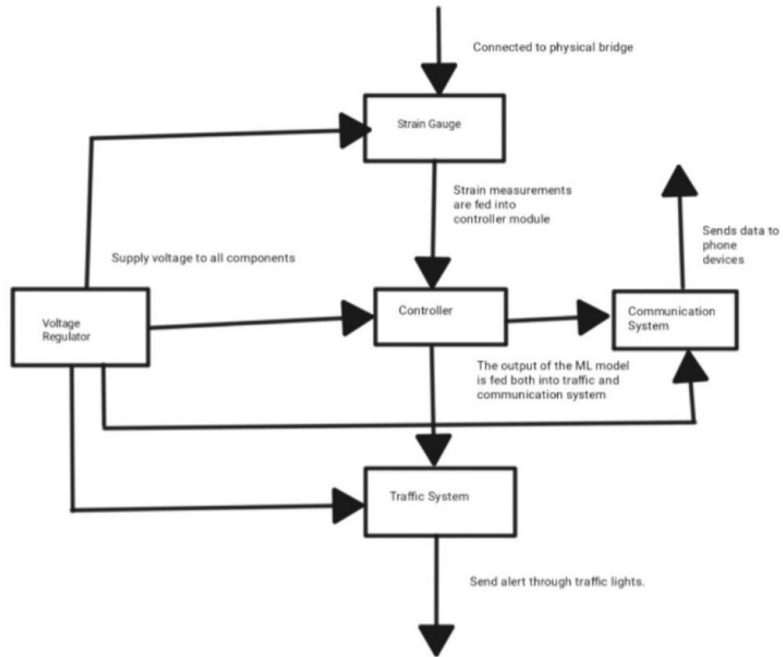 Connected to physical bridge
Strain Gauge
Strain measurements
are fed into
controller module
Sends data to
phone
devices
Supply voltage to all components
Voltage
Regulator
Controller
Communication
System
The output of the ML model
is fed both into traffic and
communication system
Traffic System
Send alert through traffic lights.